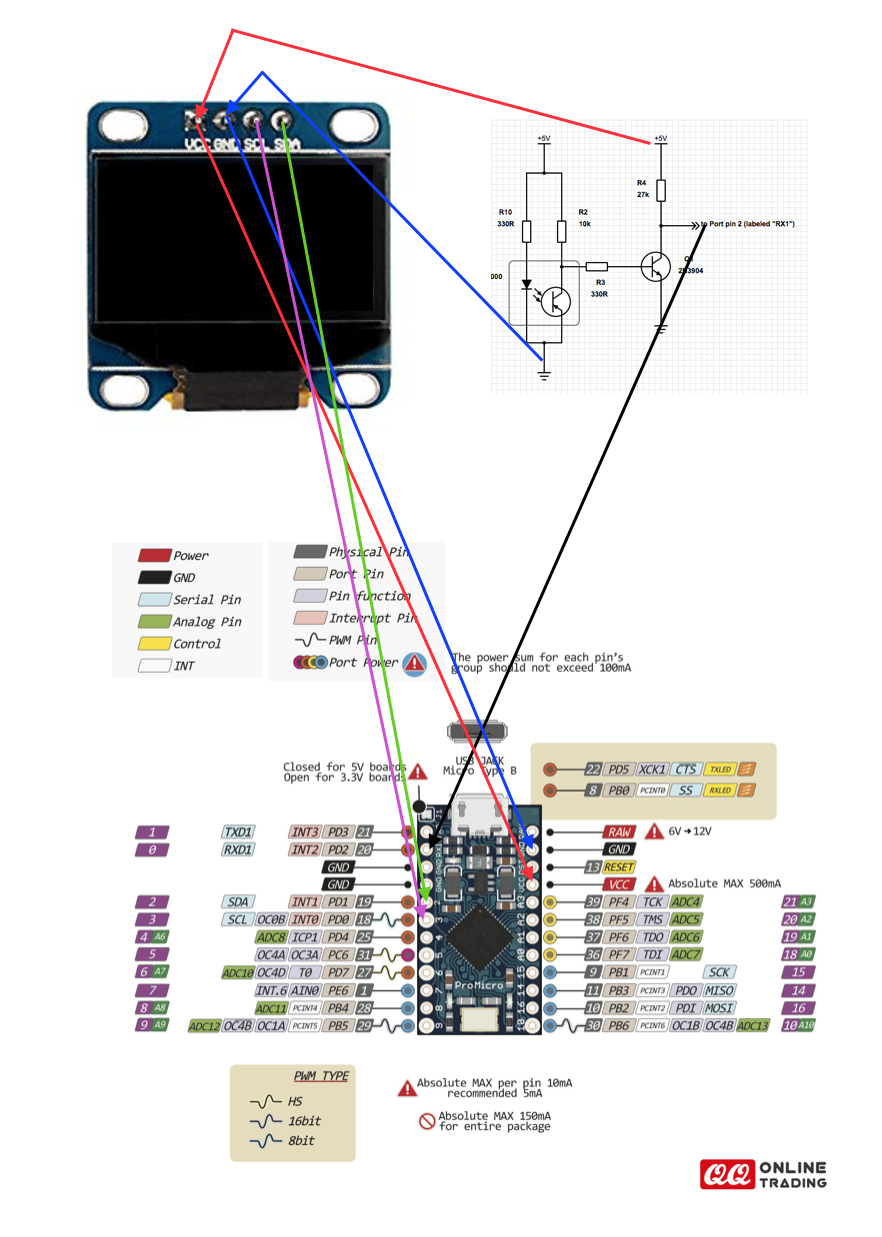 VCC GND SCL SDA
+5V
+5V
R4
27k
R10
330R
R2
10k
to Port pin 2 (labeled "RX1")
R3
330R
2N3904
000
Power
GND
Serial Pin
Analog Pin
Control
INT
Physical Pin
Port Pin
Pin function
Interrupt Pin
PWM Pin
Port Power
The power sum for each pin's
group should not exceed 100mA
USB JACK
Micro Type B
Closed for 5V boards
Open for 3.3V boards
22 PD5 XCK1 CTS TXLED
8 PB0 PCINT0 SS RXLED
1 TXD1 INT3 PD3 21
0 RXD1 INT2 PD2 20
GND
GND
2 SDA INT1 PD1 19
3 SCL OC0B INT0 PD0 18
4 A6 ADC8 ICP1 PD4 25
5 OC4A OC3A PC6 31
6 A7 ADC10 OC4D T0 PD7 27
7 INT.6 AIN0 PE6 1
8 A8 ADC11 PCINT4 PB4 28
9 A9 ADC12 OC4B OC1A PCINT5 PB5 29
RAW 6V→12V
GND
13 RESET
VCC Absolute MAX 500mA
39 PF4 TCK ADC4 21 A3
38 PF5 TMS ADC5 20 A2
37 PF6 TDO ADC6 19 A1
36 PF7 TDI ADC7 18 A0
9 PB1 PCINT1 SCK 15
11 PB3 PCINT3 PDO MISO 14
10 PB2 PCINT2 PDI MOSI 16
30 PB6 PCINT6 OC1B OC4B ADC13 10 A10
ProMicro
PWM TYPE
HS
16bit
8bit
Absolute MAX per pin 10mA
recommended 5mA
Absolute MAX 150mA
for entire package
QQ ONLINE
TRADING